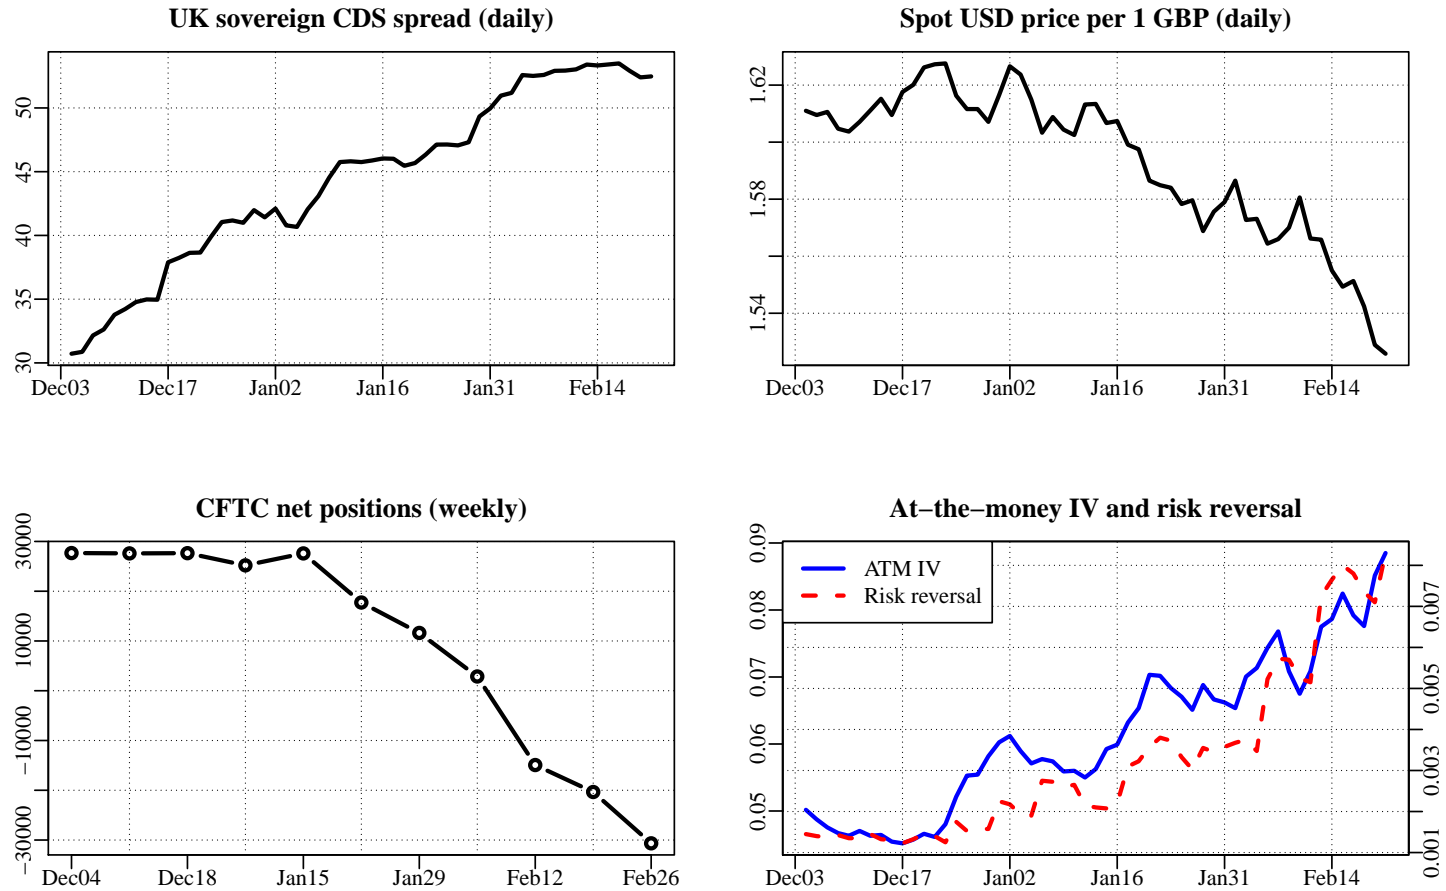 UK sovereign CDS spread (daily)
50
45
40
35
30
Dec03 Dec17 Jan02 Jan16 Jan31 Feb14
Spot USD price per 1 GBP (daily)
1.62
1.58
1.54
Dec03 Dec17 Jan02 Jan16 Jan31 Feb14
CFTC net positions (weekly)
30000
10000
−10000
−30000
Dec04 Dec18 Jan15 Jan29 Feb12 Feb26
At−the−money IV and risk reversal
ATM IV
Risk reversal
0.09
0.08
0.07
0.06
0.05
0.007
0.005
0.003
0.001
Dec03 Dec17 Jan02 Jan16 Jan31 Feb14